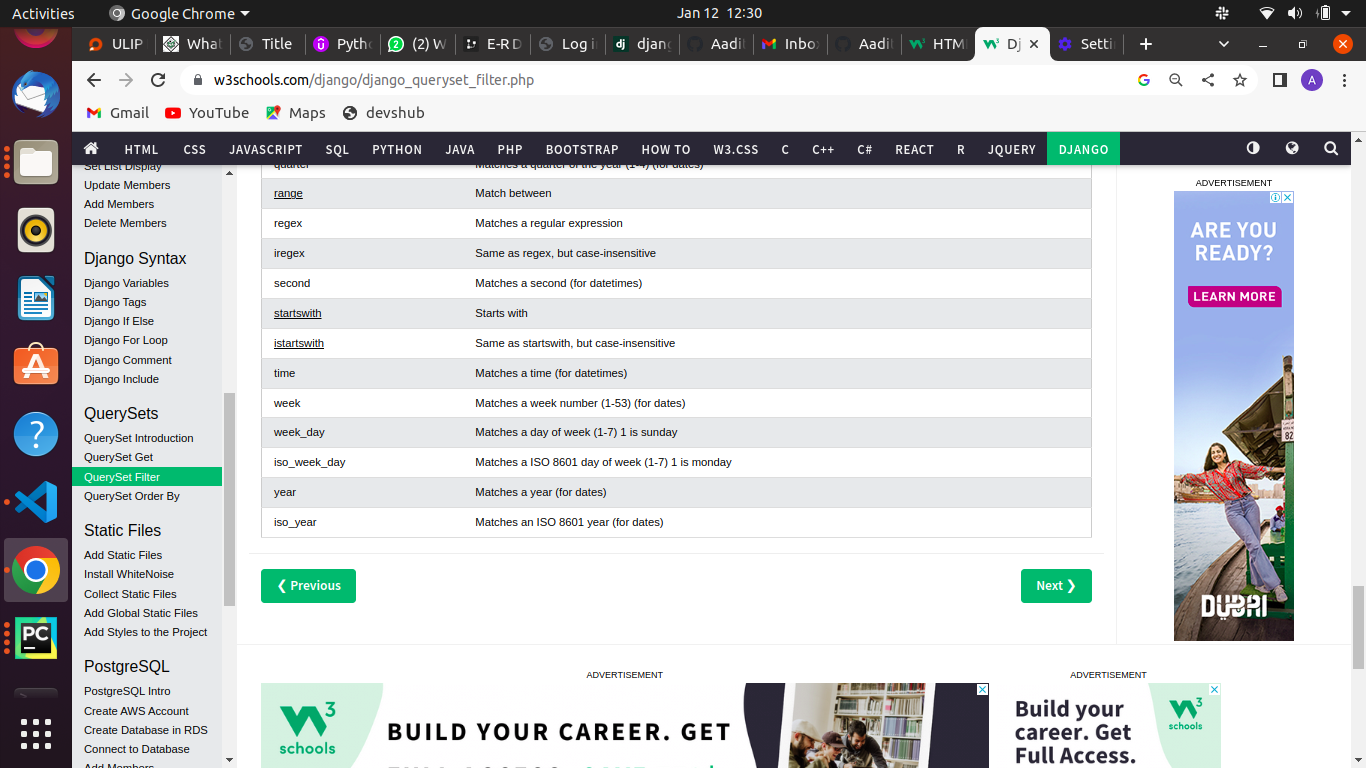 Activities
Google Chrome
Jan 12 12:30
ULIP
What
Title
Pytho
(2) W
E-R D
Log i
djang
Aadit
Inbox
Aadit
HTM
Dj
Setti
w3schools.com/django/django_queryset_filter.php
A
Gmail
YouTube
Maps
devshub
HTML CSS JAVASCRIPT SQL PYTHON JAVA PHP BOOTSTRAP HOW TO W3.CSS C C++ C# REACT R JQUERY DJANGO
Set List Display
Update Members
Add Members
Delete Members
Django Syntax
Django Variables
Django Tags
Django If Else
Django For Loop
Django Comment
Django Include
QuerySets
QuerySet Introduction
QuerySet Get
QuerySet Filter
QuerySet Order By
Static Files
Add Static Files
Install WhiteNoise
Collect Static Files
Add Global Static Files
Add Styles to the Project
PostgreSQL
PostgreSQL Intro
Create AWS Account
Create Database in RDS
Connect to Database
Add Members
quarter Matches a quarter of the year (1-4) (for dates)
range Match between
regex Matches a regular expression
iregex Same as regex, but case-insensitive
second Matches a second (for datetimes)
startswith Starts with
istartswith Same as startswith, but case-insensitive
time Matches a time (for datetimes)
week Matches a week number (1-53) (for dates)
week_day Matches a day of week (1-7) 1 is sunday
iso_week_day Matches a ISO 8601 day of week (1-7) 1 is monday
year Matches a year (for dates)
iso_year Matches an ISO 8601 year (for dates)
❮ Previous
Next ❯
ADVERTISEMENT
ARE YOU
READY?
LEARN MORE
82
DUBAI
ADVERTISEMENT
W3
schools
BUILD YOUR CAREER. GET
ADVERTISEMENT
Build your
career. Get
Full Access.
W3
schools
PC